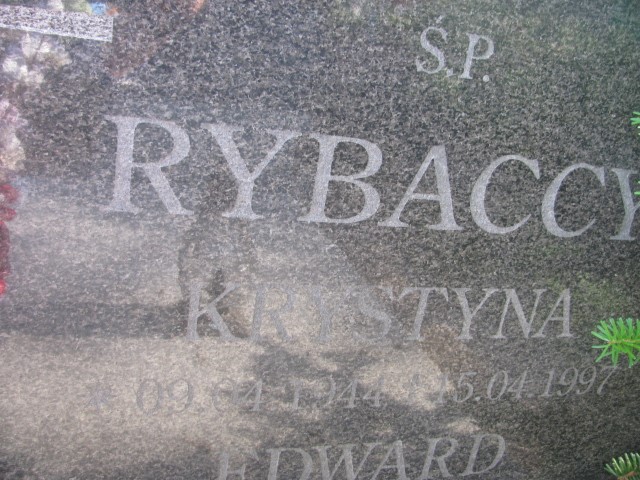 Ś.P.
RYBACCY
KRYSTYNA
* 09.04.1944 15.04.1997
EDWARD